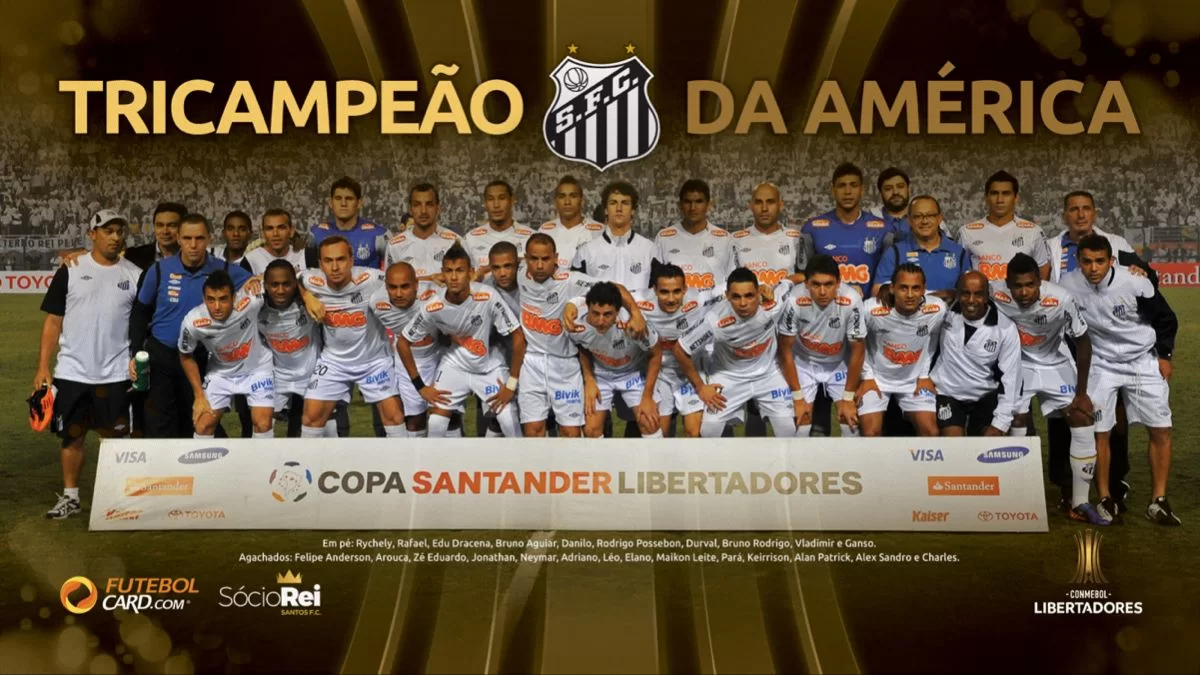 TRICAMPEÃO
S.F.C.
DA AMÉRICA
TOYOTA
Santander
VISA
SAMSUNG
Santander
Kaiser
TOYOTA
COPA SANTANDER LIBERTADORES
VISA
SAMSUNG
Santander
Kaiser
TOYOTA
Em pé: Rychely, Rafael, Edu Dracena, Bruno Aguiar, Danilo, Rodrigo Possebon, Durval, Bruno Rodrigo, Vladimir e Ganso.
Agachados: Felipe Anderson, Arouca, Zé Eduardo, Jonathan, Neymar, Adriano, Léo, Elano, Maikon Leite, Pará, Keirrison, Alan Patrick, Alex Sandro e Charles.
FUTEBOL
CARD.COM®
SócioRei
SANTOS F.C.
-CONMEBOL-
LIBERTADORES